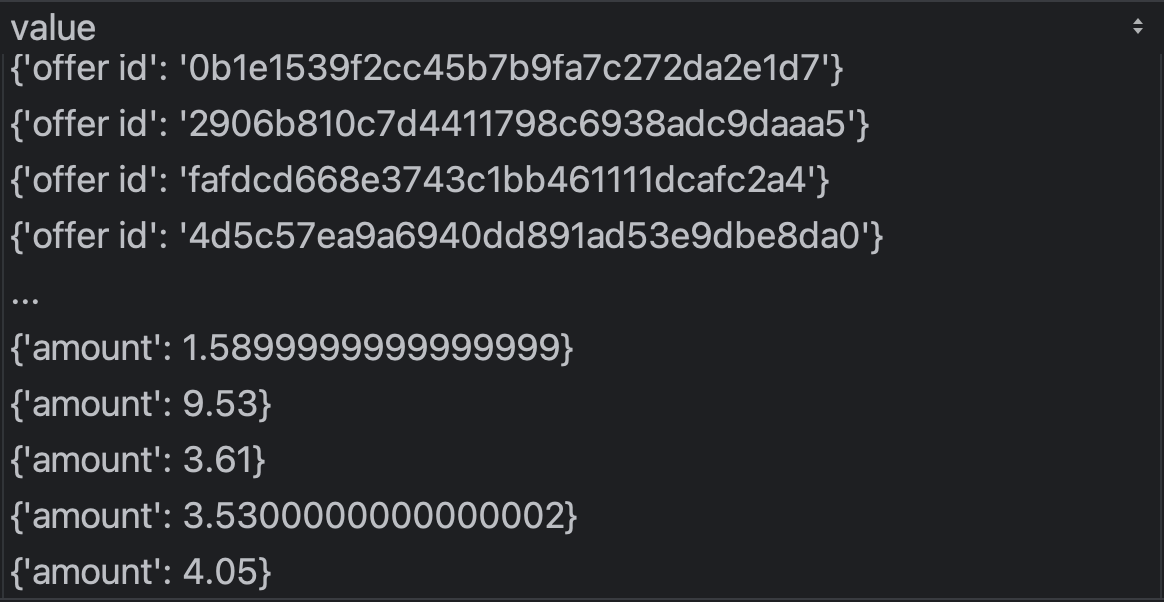 value
{'offer id': '0b1e1539f2cc45b7b9fa7c272da2e1d7'}
{'offer id': '2906b810c7d4411798c6938adc9daaa5'}
{'offer id': 'fafdcd668e3743c1bb461111dcafc2a4'}
{'offer id': '4d5c57ea9a6940dd891ad53e9dbe8da0'}
...
{'amount': 1.5899999999999999}
{'amount': 9.53}
{'amount': 3.61}
{'amount': 3.5300000000000002}
{'amount': 4.05}